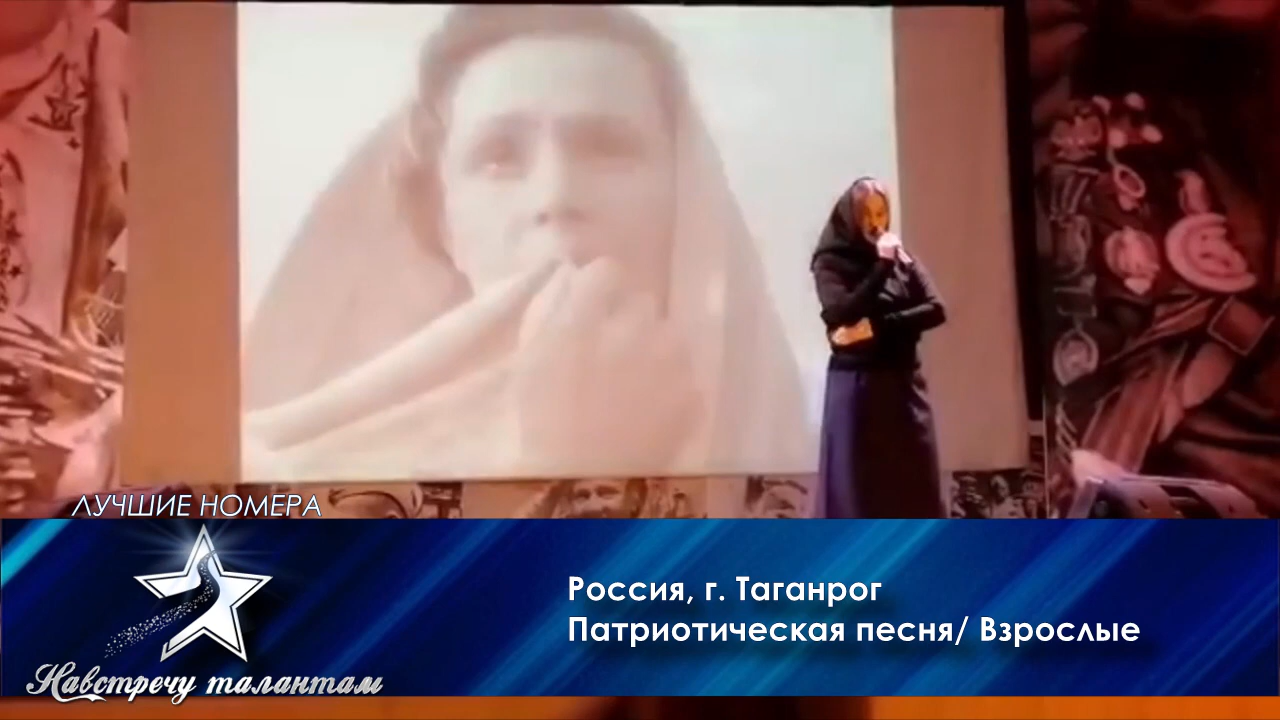 ЛУЧШИЕ НОМЕРА
Россия, г. Таганрог
Патриотическая песня/ Взрослые
Навстречу талантам